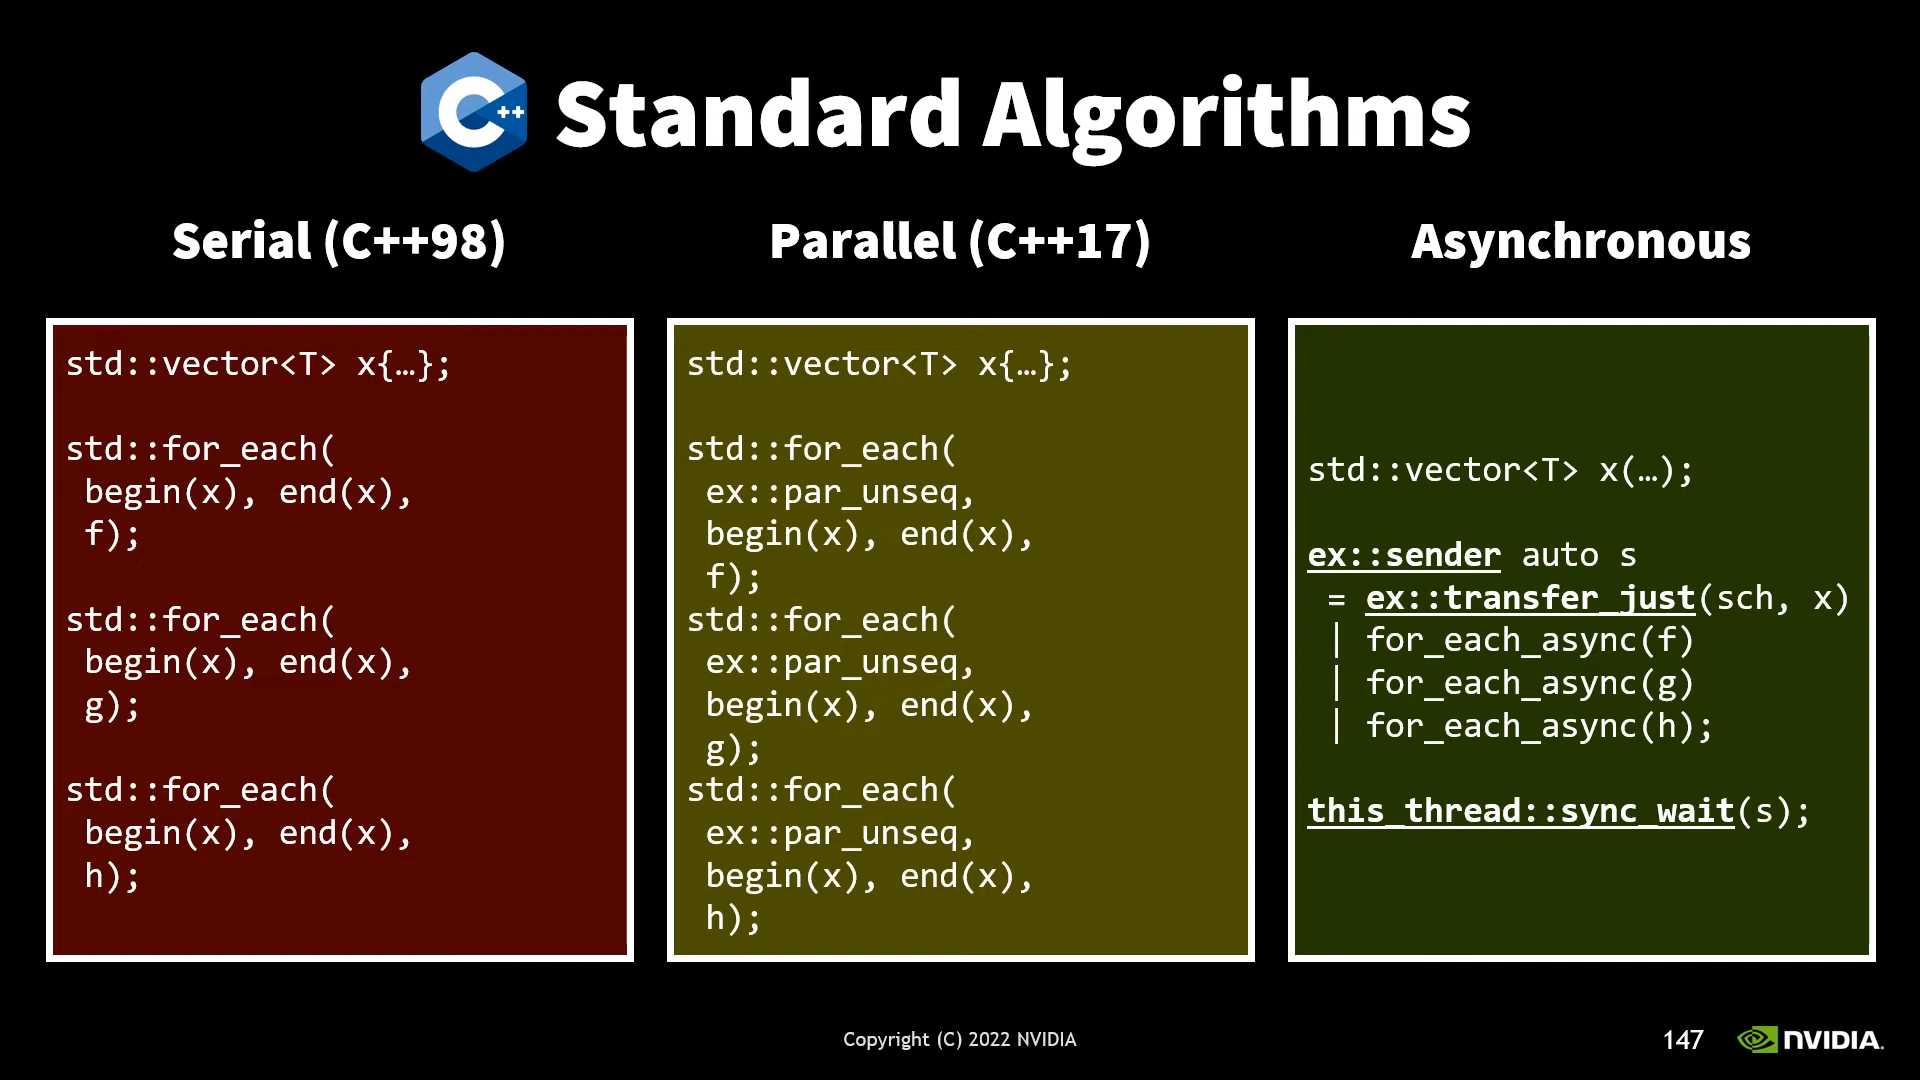 C++ Standard Algorithms
Serial (C++98)
std::vector<T> x{…};
std::for_each(
begin(x), end(x),
f);
std::for_each(
begin(x), end(x),
g);
std::for_each(
begin(x), end(x),
h);
Parallel (C++17)
std::vector<T> x{…};
std::for_each(
ex::par_unseq,
begin(x), end(x),
f);
std::for_each(
ex::par_unseq,
begin(x), end(x),
g);
std::for_each(
ex::par_unseq,
begin(x), end(x),
h);
Asynchronous
std::vector<T> x(…);
ex::sender auto s
= ex::transfer_just(sch, x)
| for_each_async(f)
| for_each_async(g)
| for_each_async(h);
this_thread::sync_wait(s);
Copyright (C) 2022 NVIDIA
147
NVIDIA.